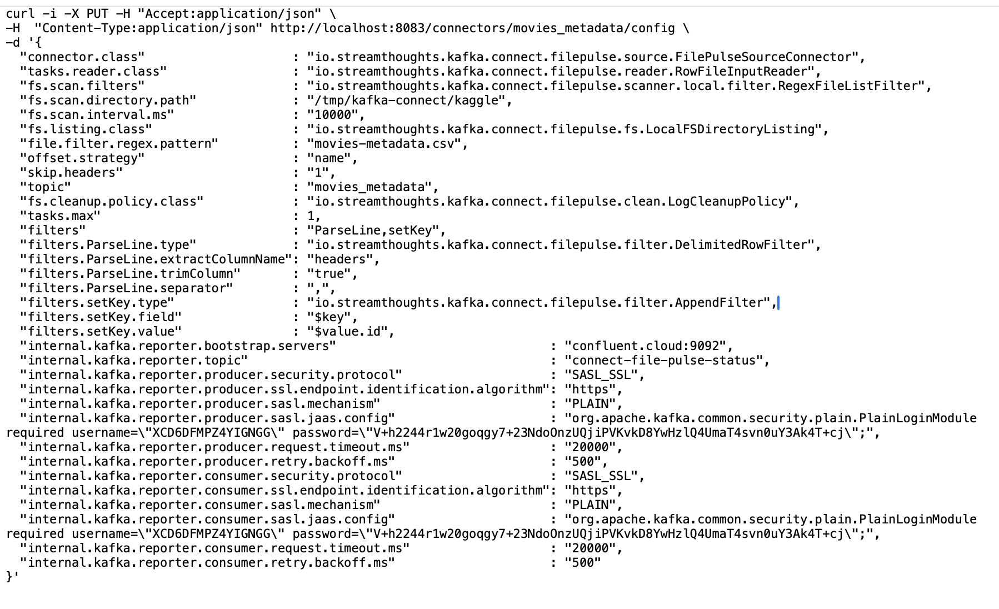 curl -i -X PUT -H "Accept:application/json" \
-H  "Content-Type:application/json" http://localhost:8083/connectors/movies_metadata/config \
-d '{
  "connector.class"                    : "io.streamthoughts.kafka.connect.filepulse.source.FilePulseSourceConnector",
  "tasks.reader.class"                 : "io.streamthoughts.kafka.connect.filepulse.reader.RowFileInputReader",
  "fs.scan.filters"                    : "io.streamthoughts.kafka.connect.filepulse.scanner.local.filter.RegexFileListFilter",
  "fs.scan.directory.path"             : "/tmp/kafka-connect/kaggle",
  "fs.scan.interval.ms"                : "10000",
  "fs.listing.class"                   : "io.streamthoughts.kafka.connect.filepulse.fs.LocalFSDirectoryListing",
  "file.filter.regex.pattern"          : "movies-metadata.csv",
  "offset.strategy"                    : "name",
  "skip.headers"                       : "1",
  "topic"                              : "movies_metadata",
  "fs.cleanup.policy.class"            : "io.streamthoughts.kafka.connect.filepulse.clean.LogCleanupPolicy",
  "tasks.max"                          : 1,
  "filters"                            : "ParseLine,setKey",
  "filters.ParseLine.type"             : "io.streamthoughts.kafka.connect.filepulse.filter.DelimitedRowFilter",
  "filters.ParseLine.extractColumnName": "headers",
  "filters.ParseLine.trimColumn"       : "true",
  "filters.ParseLine.separator"        : ",",
  "filters.setKey.type"                : "io.streamthoughts.kafka.connect.filepulse.filter.AppendFilter",
  "filters.setKey.field"               : "$key",
  "filters.setKey.value"               : "$value.id",
  "internal.kafka.reporter.bootstrap.servers"                             : "confluent.cloud:9092",
  "internal.kafka.reporter.topic"                                         : "connect-file-pulse-status",
  "internal.kafka.reporter.producer.security.protocol"                    : "SASL_SSL",
  "internal.kafka.reporter.producer.ssl.endpoint.identification.algorithm": "https",
  "internal.kafka.reporter.producer.sasl.mechanism"                       : "PLAIN",
  "internal.kafka.reporter.producer.sasl.jaas.config"                     : "org.apache.kafka.common.security.plain.PlainLoginModule
required username=\"XCD6DFMPZ4YIGNGG\" password=\"V+h2244r1w20goqgy7+23NdoOnzUQjiPVKvkD8YwHzlQ4UmaT4svn0uY3Ak4T+cj\";",
  "internal.kafka.reporter.producer.request.timeout.ms"                   : "20000",
  "internal.kafka.reporter.producer.retry.backoff.ms"                     : "500",
  "internal.kafka.reporter.consumer.security.protocol"                    : "SASL_SSL",
  "internal.kafka.reporter.consumer.ssl.endpoint.identification.algorithm": "https",
  "internal.kafka.reporter.consumer.sasl.mechanism"                       : "PLAIN",
  "internal.kafka.reporter.consumer.sasl.jaas.config"                     : "org.apache.kafka.common.security.plain.PlainLoginModule
required username=\"XCD6DFMPZ4YIGNGG\" password=\"V+h2244r1w20goqgy7+23NdoOnzUQjiPVKvkD8YwHzlQ4UmaT4svn0uY3Ak4T+cj\";",
  "internal.kafka.reporter.consumer.request.timeout.ms"                   : "20000",
  "internal.kafka.reporter.consumer.retry.backoff.ms"                     : "500"
}'